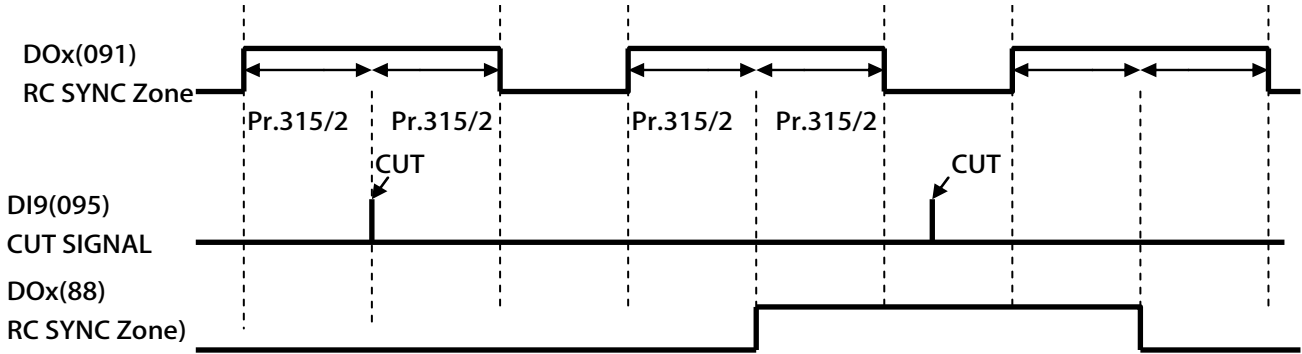 DOx(091)
RC SYNC Zone
Pr.315/2 Pr.315/2 Pr.315/2 Pr.315/2
CUT CUT
DI9(095)
CUT SIGNAL
DOx(88)
RC SYNC Zone)